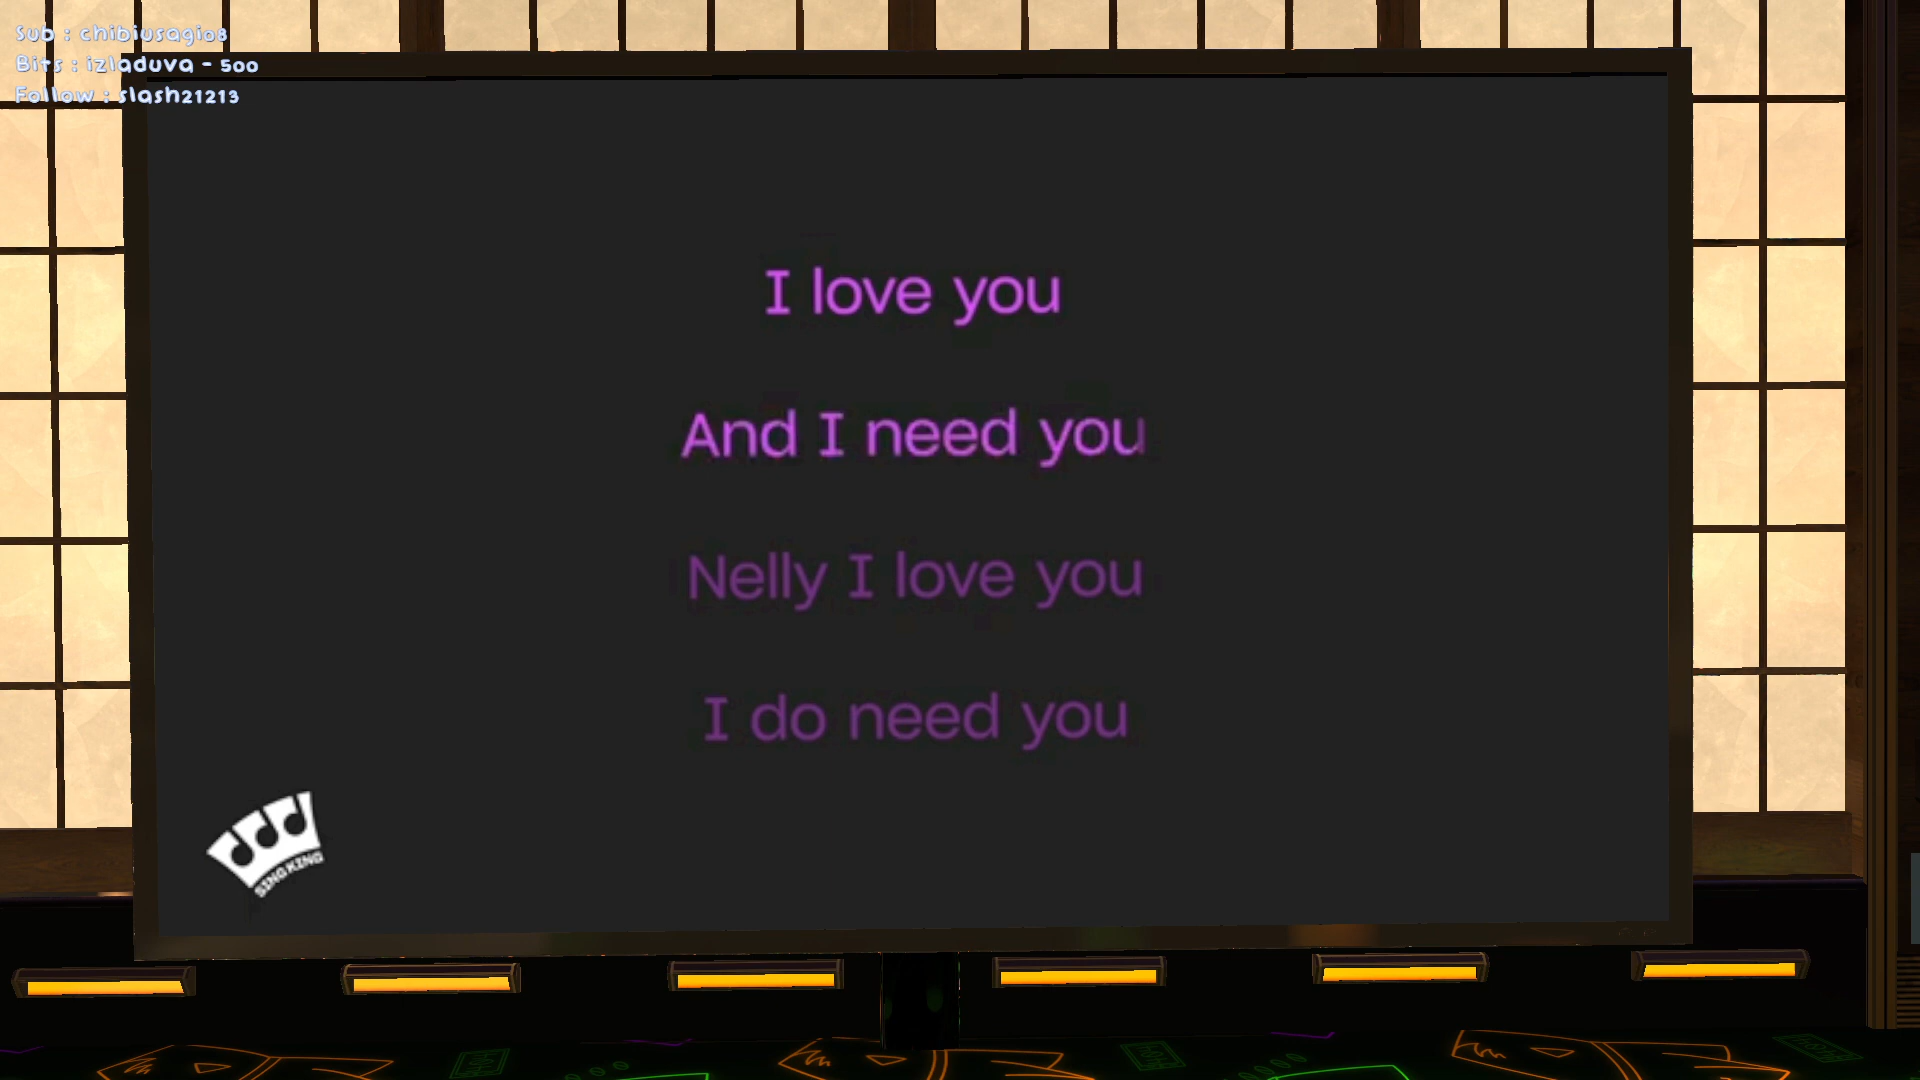 Sub : chibiusagi08
Bits : izladuva - 500
Follow : slash21213
I love you
And I need you
Nelly I love you
I do need you
SING KING